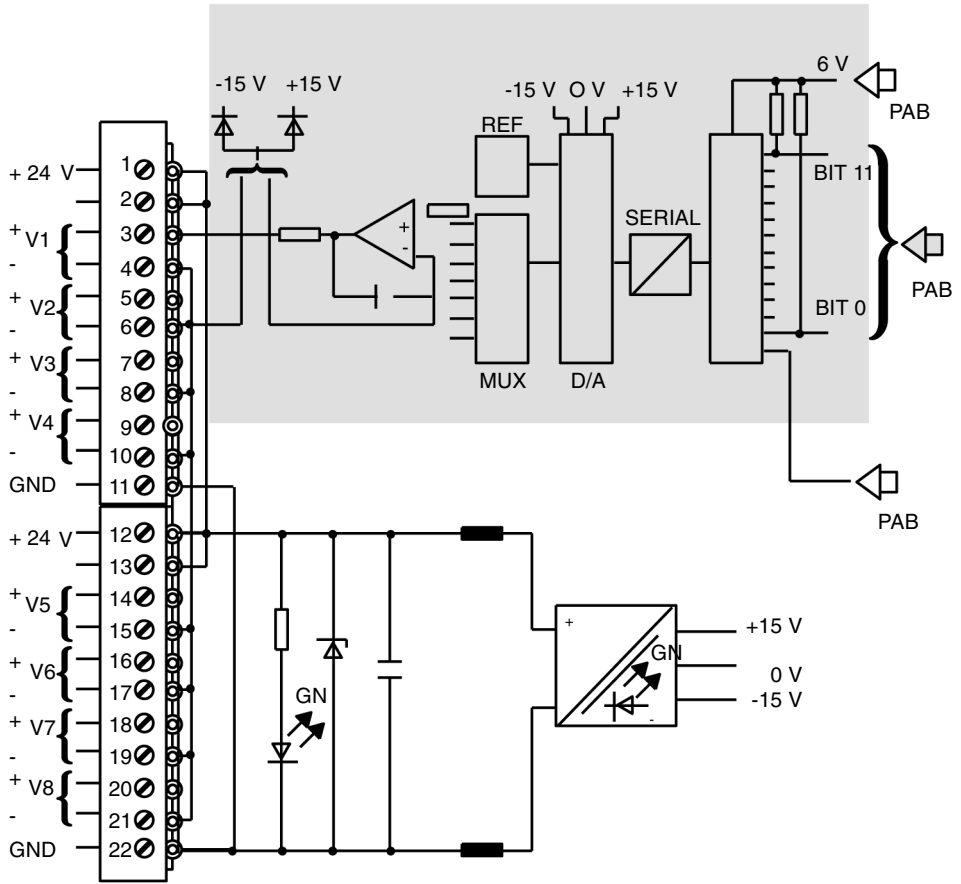 -15 V +15 V
-15 V O V +15 V
6 V
PAB
REF
BIT 11
SERIAL
PAB
BIT 0
MUX D/A
PAB
+ -
+ 24 V 1
2
+ V1 3
- 4
+ V2 5
- 6
+ V3 7
- 8
+ V4 9
- 10
GND 11
+ 24 V 12
13
+ V5 14
- 15
+ V6 16
- 17
+ V7 18
- 19
+ V8 20
- 21
GND 22
GN
+
GN
-
+15 V
0 V
-15 V